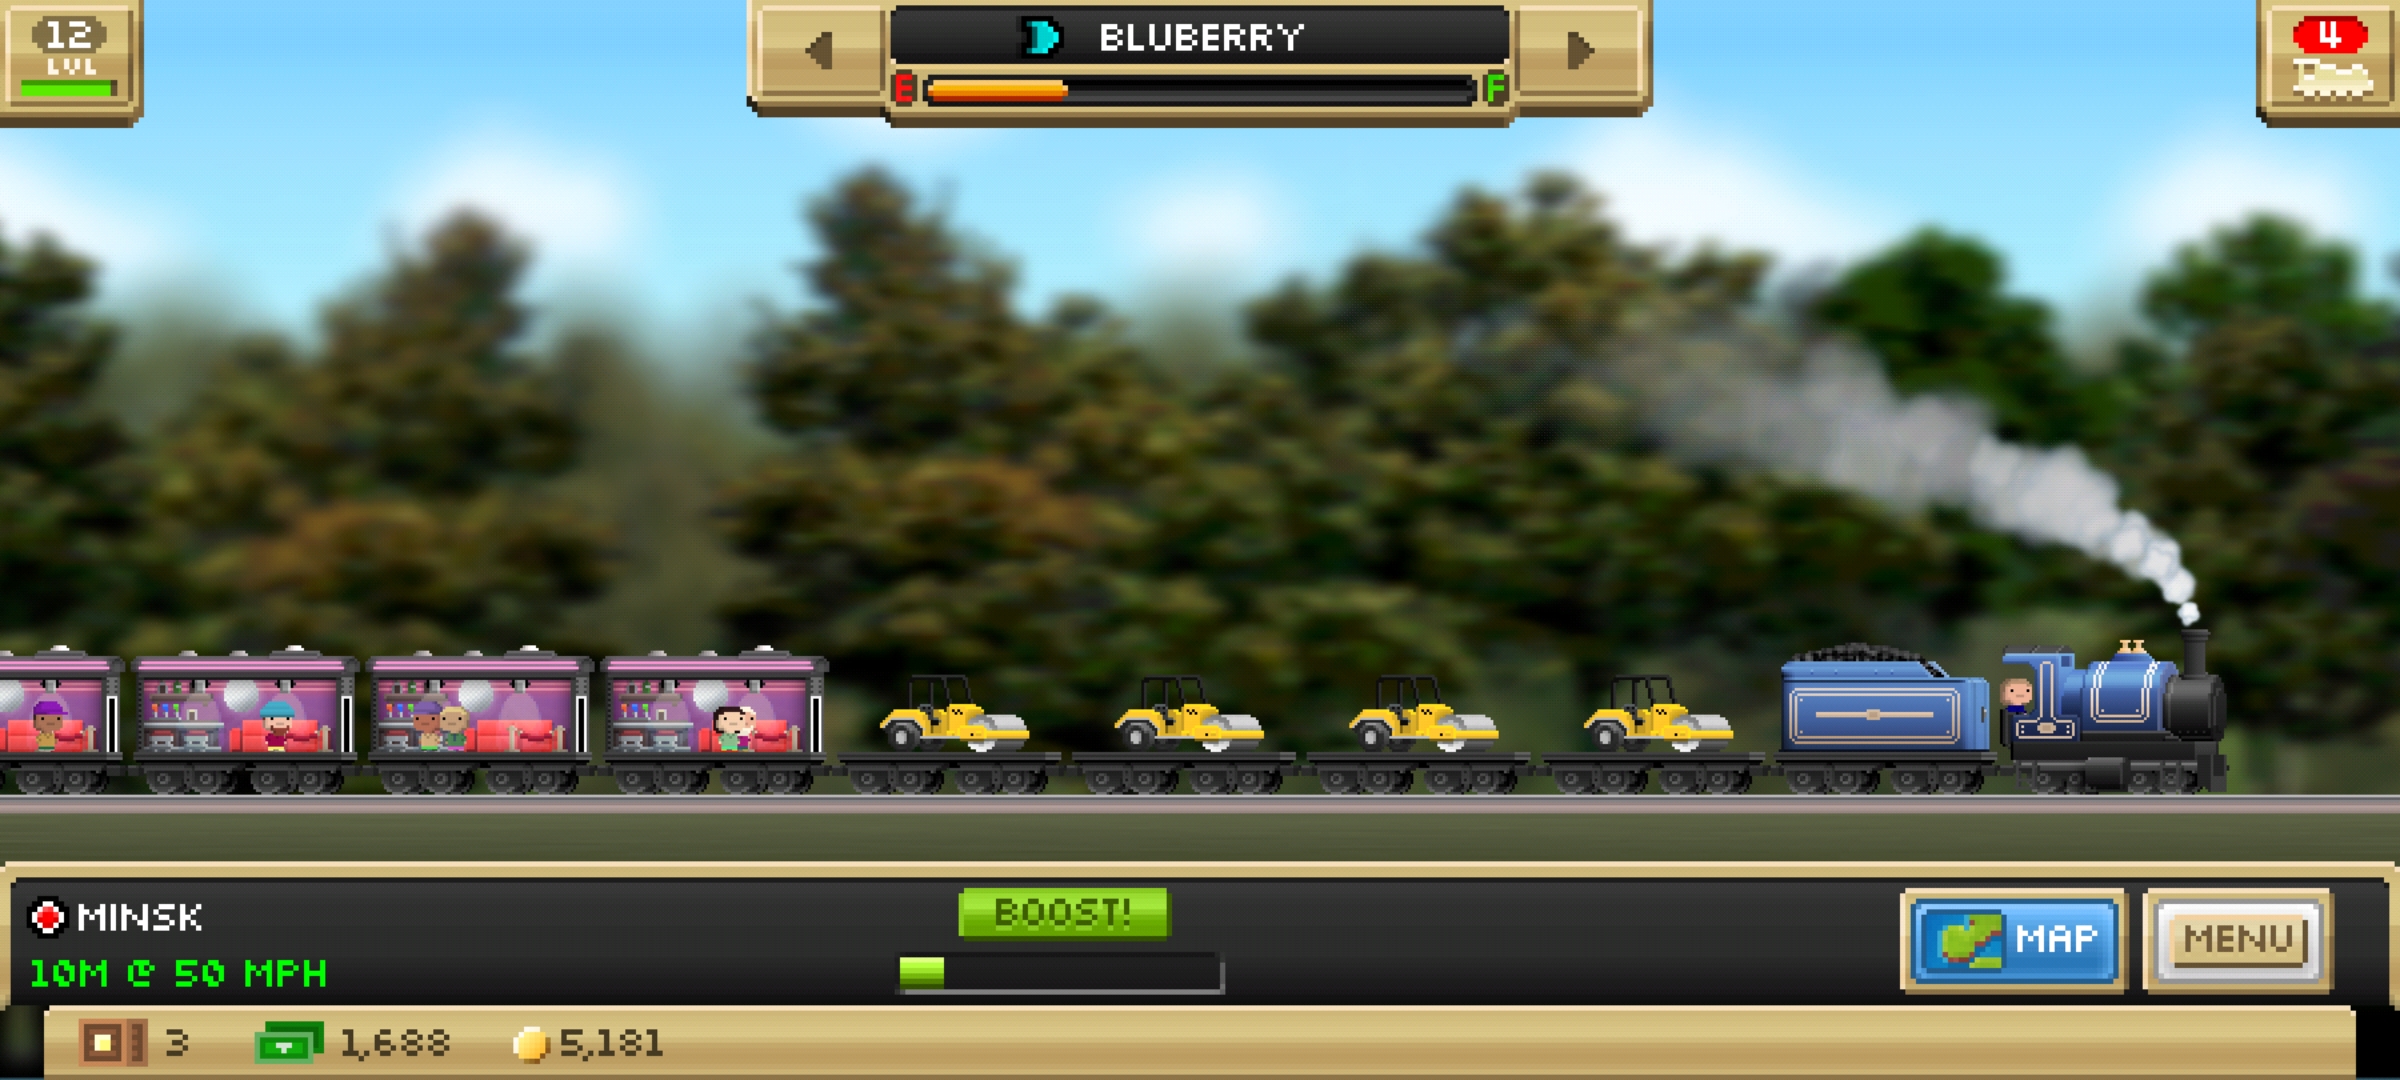 12
LVL
BLUBERRY
E F
4
MINSK
BOOST!
10M @ 50 MPH
MAP
MENU
3
1,688
5,181